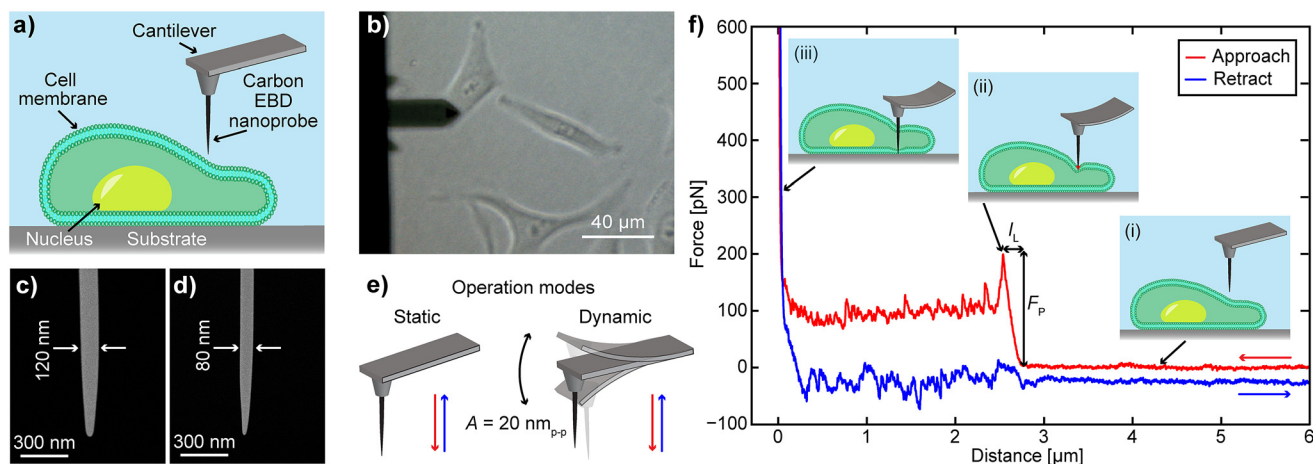 a)
Cantilever
Cell
membrane
Carbon
EBD
nanoprobe
Nucleus
Substrate
b)
40 µm
c)
120 nm
300 nm
d)
80 nm
300 nm
e)
Operation modes
Static
Dynamic
A = 20 nmp-p
f)
600
500
400
300
200
100
0
−100
Force [pN]
0
1
2
3
4
5
6
Distance [µm]
(iii)
(ii)
(i)
lL
FP
Approach
Retract